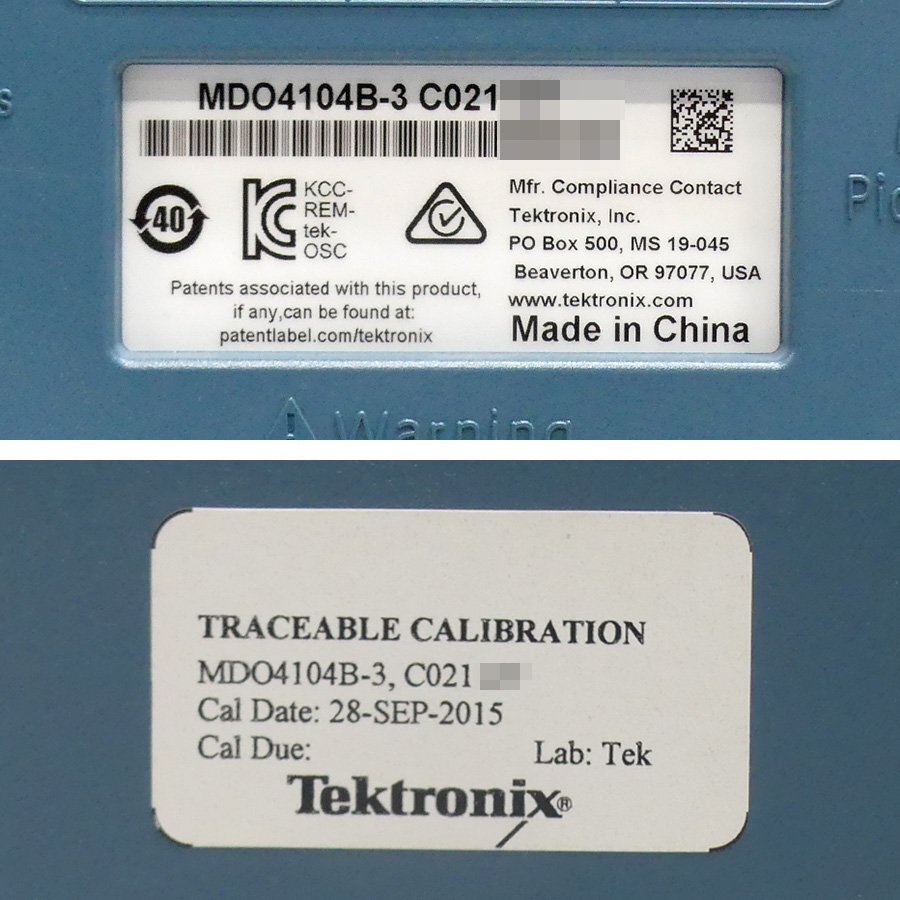 MDO4104B-3 C021
40
KCC-
REM-
tek-
OSC
Patents associated with this product,
if any,can be found at:
patentlabel.com/tektronix
Mfr. Compliance Contact
Tektronix, Inc.
PO Box 500, MS 19-045
Beaverton, OR 97077, USA
www.tektronix.com
Made in China
Warning
TRACEABLE CALIBRATION
MDO4104B-3, C021
Cal Date: 28-SEP-2015
Cal Due: Lab: Tek
Tektronix®